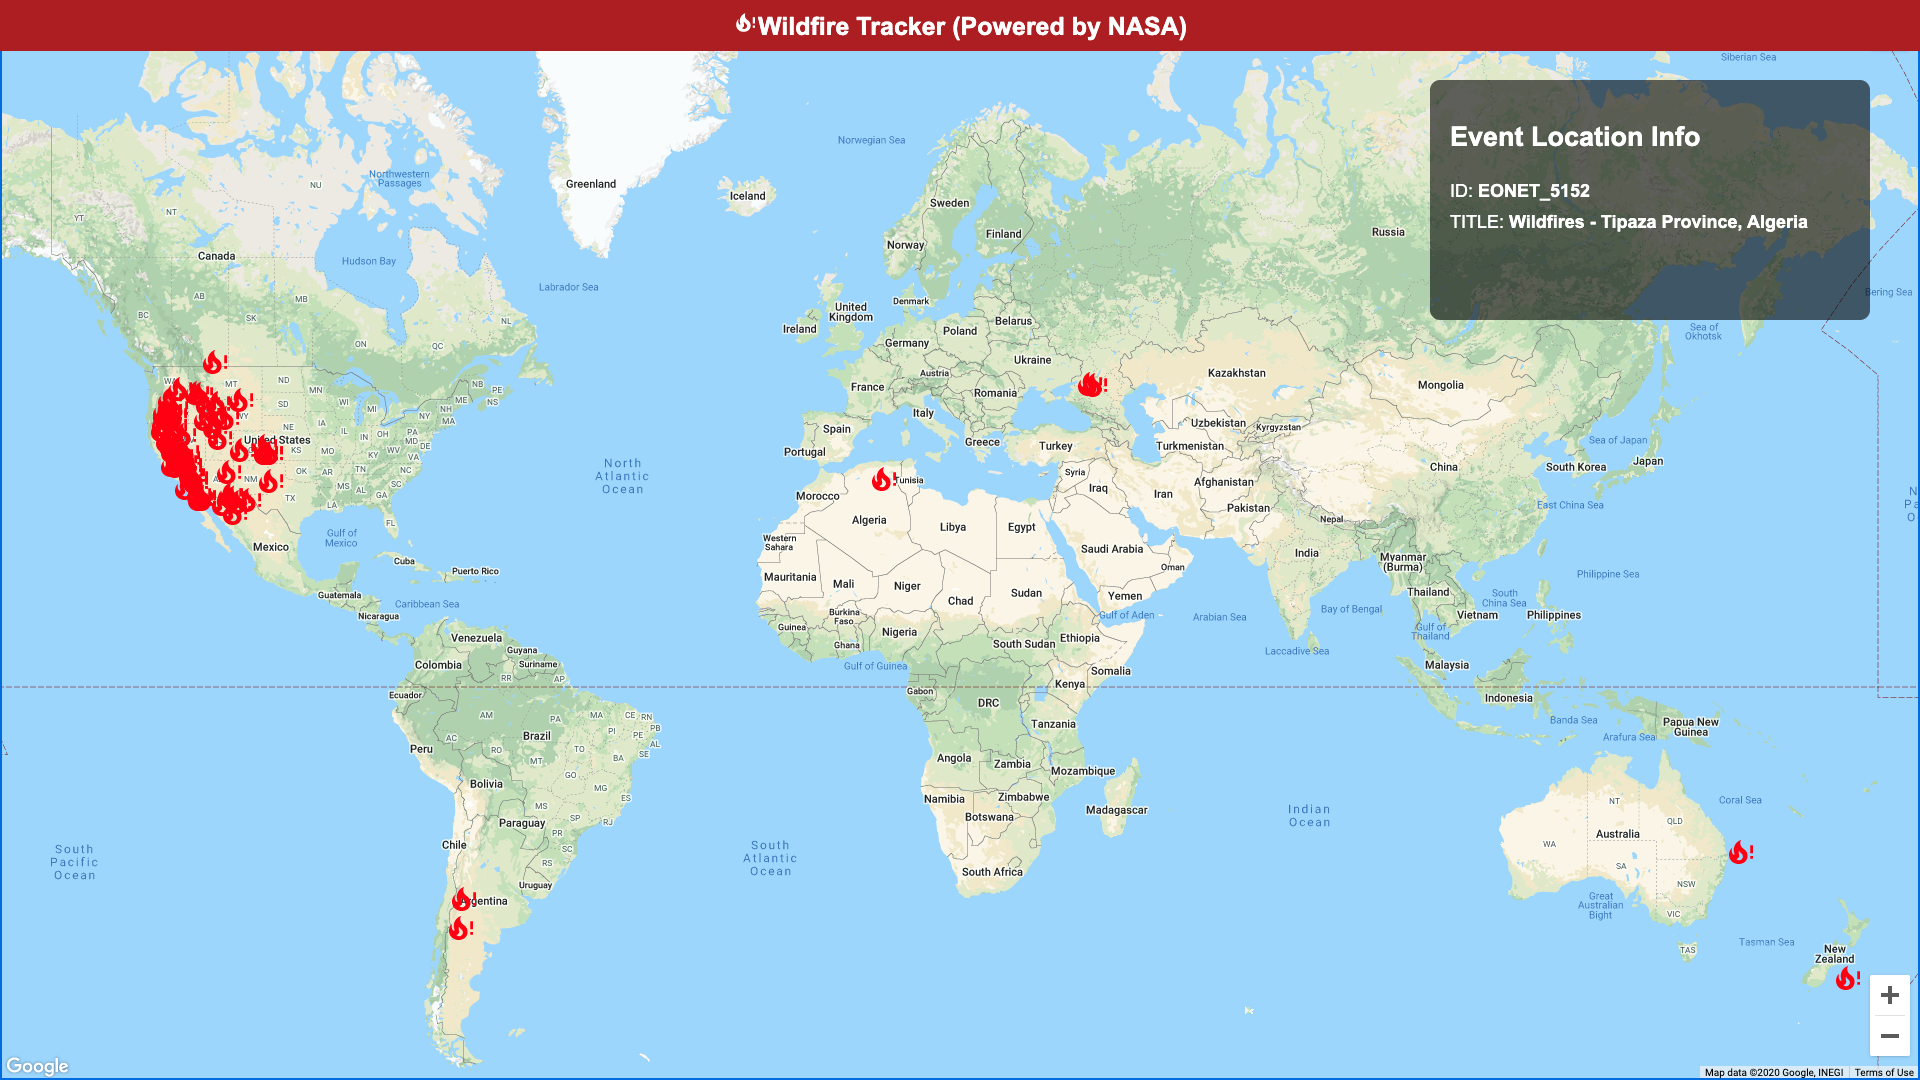 Wildfire Tracker (Powered by NASA)
Event Location Info
ID: EONET_5152
TITLE: Wildfires - Tipaza Province, Algeria
Siberian Sea
Norwegian Sea
Greenland
Iceland
Northwestern
Passages
NU
NT
YT
Canada
Hudson Bay
Labrador Sea
AB
MB
BC
SK
NL
ON
QC
Sweden
Finland
Norway
Russia
Bering Sea
Sea of
Okhotsk
Denmark
United
Kingdom
Ireland
Belarus
Poland
Germany
Ukraine
Austria
France
Romania
Kazakhstan
Mongolia
Italy
Spain
Portugal
Greece
Turkey
Uzbekistan
Kyrgyzstan
Turkmenistan
Sea of Japan
Japan
South Korea
China
WA
MT
ND
MN
SD
WI
MI
WY
NE
IA
IL
IN
OH
PA
MD
DE
NB
PE
NS
ME
NH
NY
MA
CT
RI
United States
KS
MO
KY
WV
VA
OK
AR
TN
NC
NM
MS
AL
SC
GA
TX
LA
FL
North
Atlantic
Ocean
Gulf of
Mexico
Mexico
Cuba
Puerto Rico
Guatemala
Caribbean Sea
Nicaragua
Syria
Tunisia
Morocco
Iraq
Iran
Afghanistan
Pakistan
Algeria
Libya
Egypt
Western
Sahara
Saudi Arabia
Oman
Nepal
India
Myanmar
(Burma)
East China Sea
Mauritania
Mali
Niger
Chad
Sudan
Yemen
Gulf of Aden
Arabian Sea
Bay of Bengal
Thailand
Vietnam
South
China Sea
Philippine Sea
Philippines
Gulf of
Thailand
Burkina
Faso
Guinea
Ghana
Nigeria
Gulf of Guinea
South Sudan
Ethiopia
Somalia
Laccadive Sea
Malaysia
Indonesia
Venezuela
Guyana
Suriname
Colombia
RR
AP
Ecuador
Gabon
DRC
Kenya
Tanzania
Banda Sea
Arafura Sea
Papua New
Guinea
AM
PA
MA
CE
RN
PB
PI
PE
AL
SE
AC
RO
TO
BA
Peru
Brazil
MT
GO
Bolivia
MG
ES
MS
SP
RJ
Paraguay
PR
SC
RS
Chile
Uruguay
Argentina
Angola
Zambia
Mozambique
Namibia
Zimbabwe
Botswana
Madagascar
South Africa
Indian
Ocean
South
Atlantic
Ocean
South
Pacific
Ocean
Coral Sea
NT
QLD
Australia
WA
SA
NSW
VIC
Great
Australian
Bight
TAS
Tasman Sea
New
Zealand
Google
Map data ©2020 Google, INEGI
Terms of Use